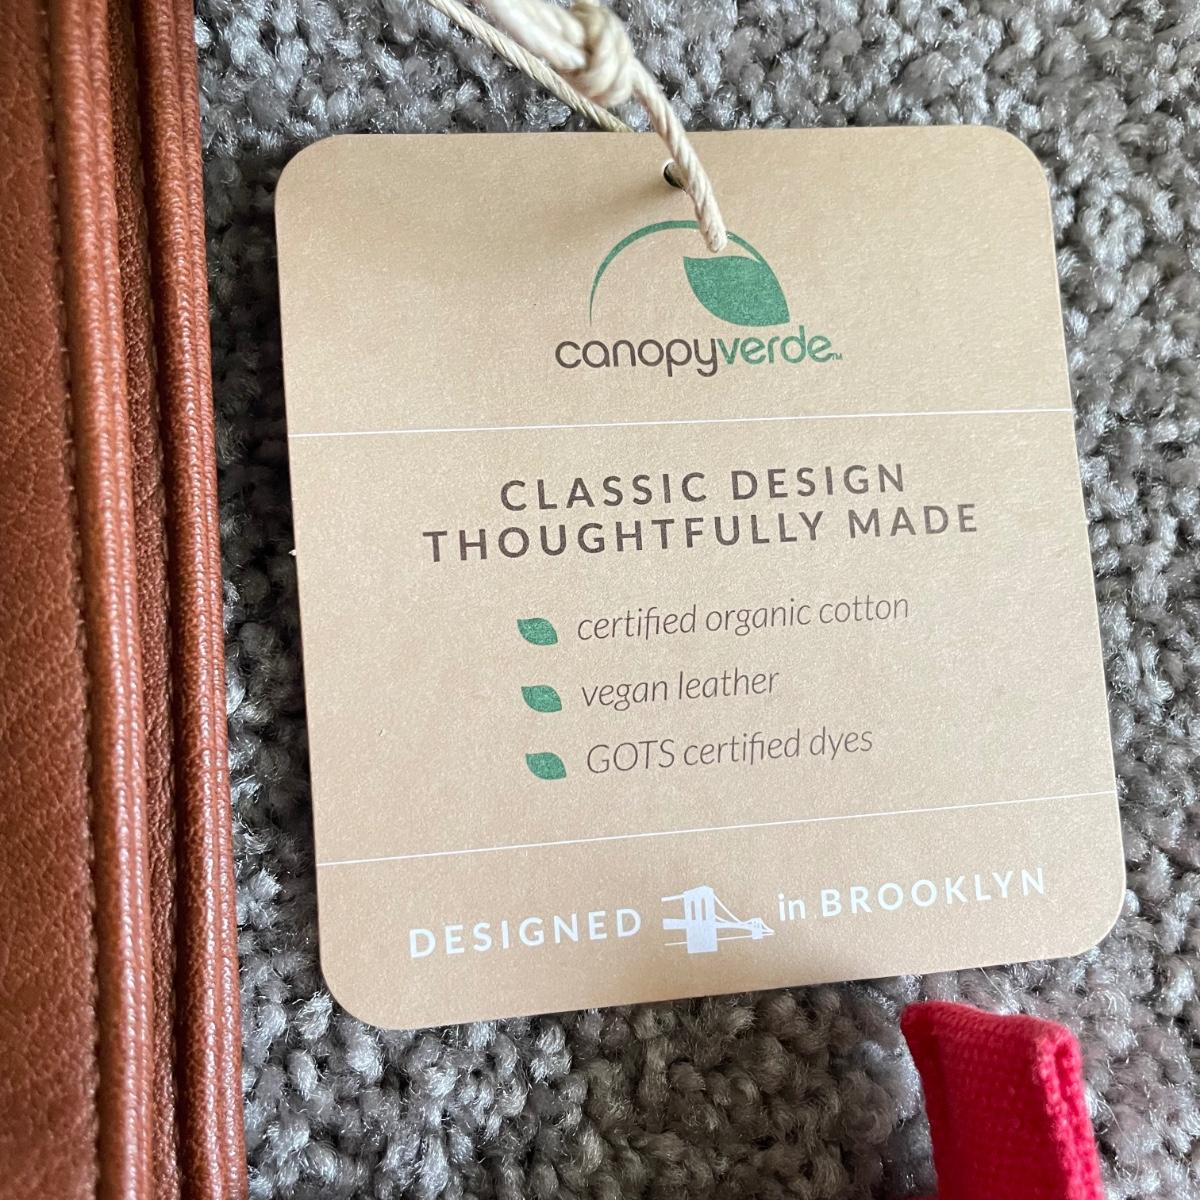 canopyverde™
CLASSIC DESIGN
THOUGHTFULLY MADE
certified organic cotton
vegan leather
GOTS certified dyes
DESIGNED in BROOKLYN